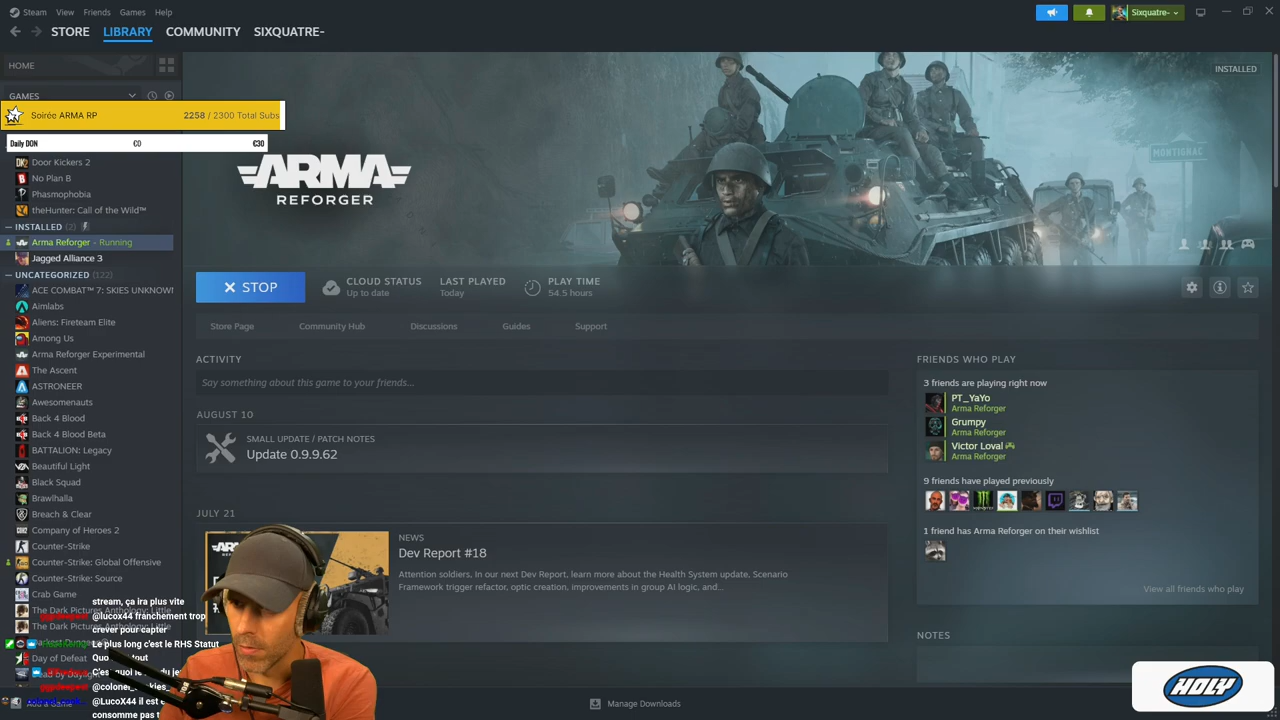 Steam View Friends Games Help
Sixquatre-
STORE LIBRARY COMMUNITY SIXQUATRE-
HOME
INSTALLED
GAMES
Soirée ARMA RP 2258 / 2300 Total Subs
Daily DON €0 €30
Door Kickers 2
No Plan B
Phasmophobia
theHunter: Call of the Wild™
INSTALLED (2)
Arma Reforger - Running
Jagged Alliance 3
UNCATEGORIZED (122)
ACE COMBAT™ 7: SKIES UNKNOWN
Aimlabs
Aliens: Fireteam Elite
Among Us
Arma Reforger Experimental
The Ascent
ASTRONEER
Awesomenauts
Back 4 Blood
Back 4 Blood Beta
BATTALION: Legacy
Beautiful Light
Black Squad
Brawlhalla
Breach & Clear
Company of Heroes 2
Counter-Strike
Counter-Strike: Global Offensive
Counter-Strike: Source
Crab Game
The Dark Pictures Anthology: Little
Day of Defeat
MONTIGNAC
ARMA
REFORGER
STOP
CLOUD STATUS
Up to date
LAST PLAYED
Today
PLAY TIME
54.5 hours
Store Page Community Hub Discussions Guides Support
ACTIVITY
Say something about this game to your friends...
AUGUST 10
SMALL UPDATE / PATCH NOTES
Update 0.9.9.62
JULY 21
NEWS
Dev Report #18
Attention soldiers, In our next Dev Report, learn more about the Health System update, Scenario
Framework trigger refactor, optic creation, improvements in group AI logic, and...
FRIENDS WHO PLAY
3 friends are playing right now
PT_YaYo
Arma Reforger
Grumpy
Arma Reforger
Victor Loval
Arma Reforger
9 friends have played previously
1 friend has Arma Reforger on their wishlist
View all friends who play
NOTES
stream, ça ira plus vite
@lucox44 franchement trop
crever pour capter
Le plus long c'est le RHS Statut
@LucoX44 il est
consomme pas
Manage Downloads
HOLY